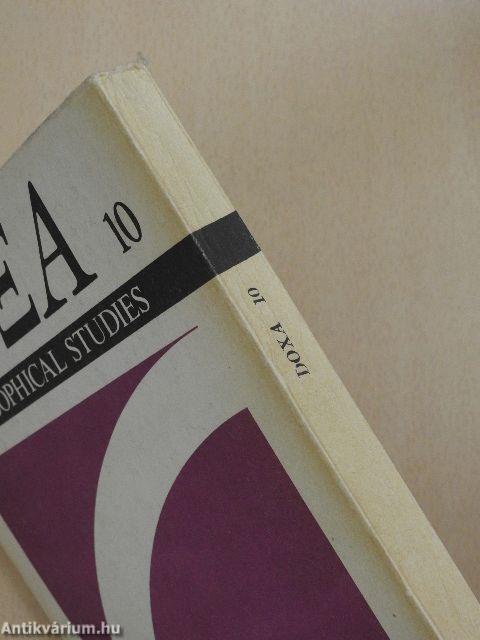 EA 10
OPHICAL STUDIES
DOXA 10
Antikvárium.hu